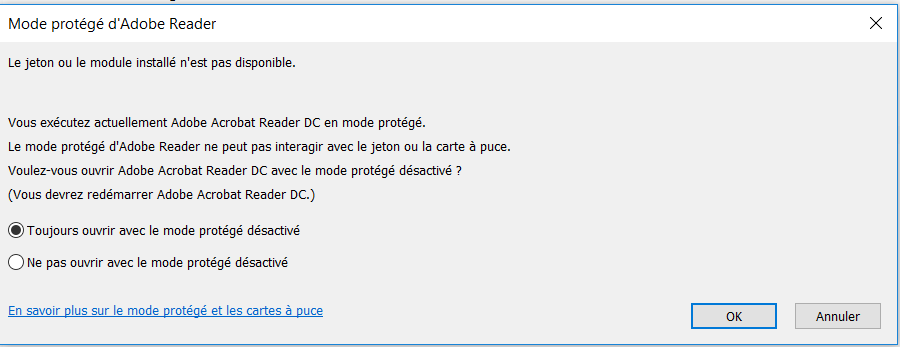 Mode protégé d'Adobe Reader
Le jeton ou le module installé n'est pas disponible.
Vous exécutez actuellement Adobe Acrobat Reader DC en mode protégé.
Le mode protégé d'Adobe Reader ne peut pas interagir avec le jeton ou la carte à puce.
Voulez-vous ouvrir Adobe Acrobat Reader DC avec le mode protégé désactivé ?
(Vous devrez redémarrer Adobe Acrobat Reader DC.)
Toujours ouvrir avec le mode protégé désactivé
Ne pas ouvrir avec le mode protégé désactivé
En savoir plus sur le mode protégé et les cartes à puce
OK
Annuler